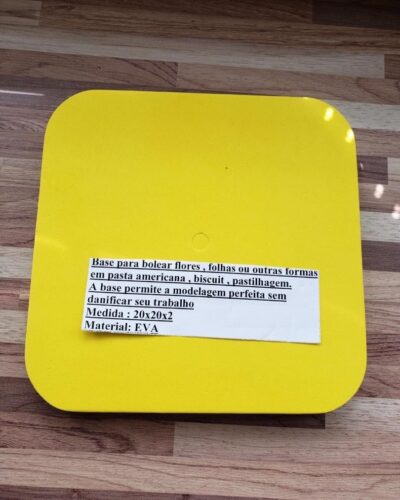 Base para bolear flores , folhas ou outras formas
em pasta americana , biscuit , pastilhagem.
A base permite a modelagem perfeita sem
danificar seu trabalho
Medida : 20x20x2
Material: EVA